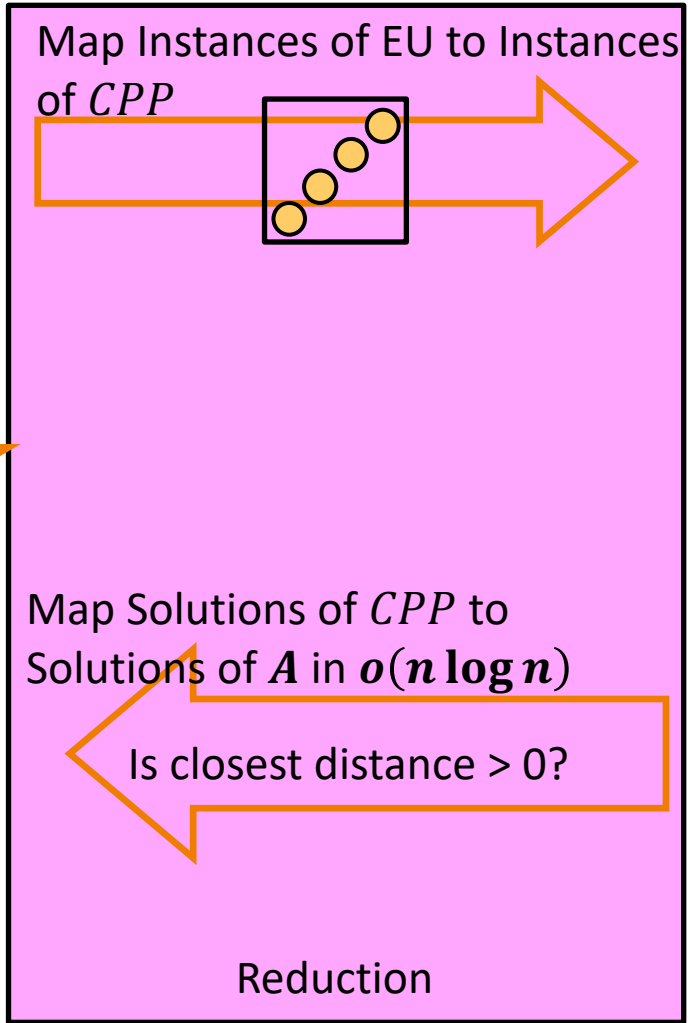 Map Instances of EU to Instances
of CPP
Map Solutions of CPP to
Solutions of A in o(n log n)
Is closest distance > 0?
Reduction